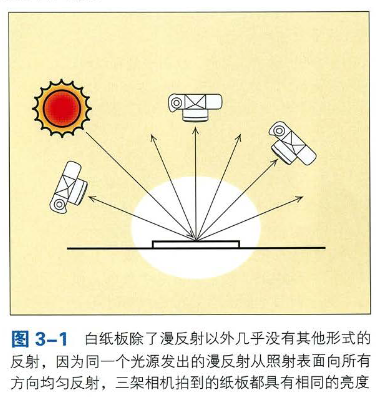 图 3-1 白纸板除了漫反射以外几乎没有其他形式的
反射，因为同一个光源发出的漫反射从照射表面向所有
方向均匀反射，三架相机拍到的纸板都具有相同的亮度